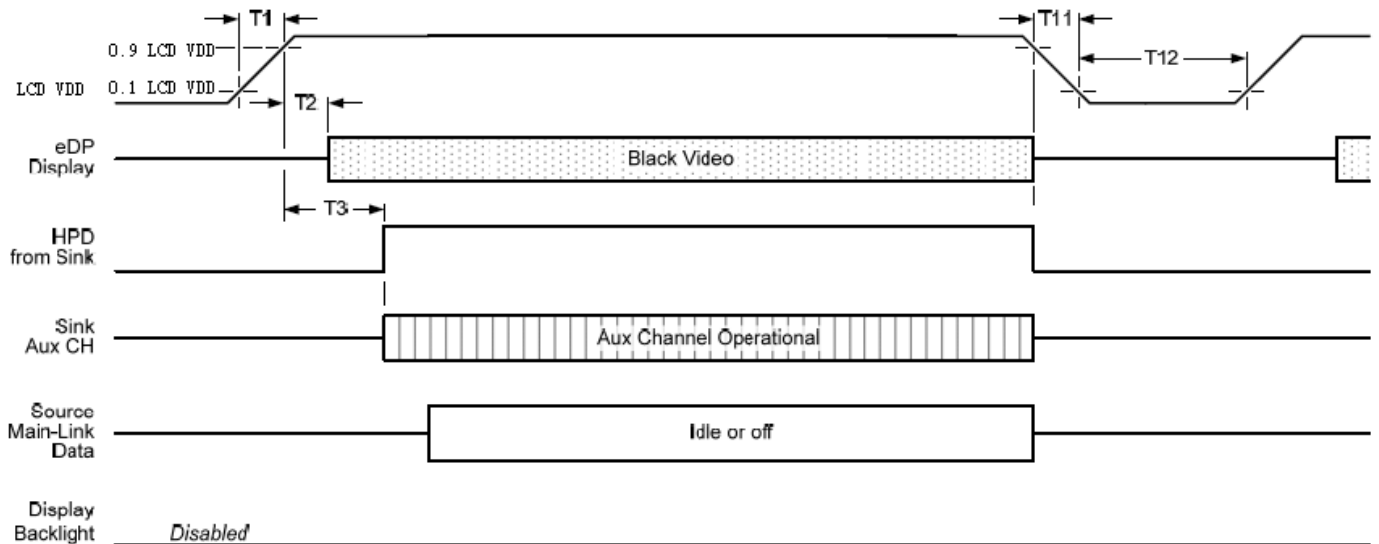 T1
T11
0.9 LCD VDD
T12
LCD VDD 0.1 LCD VDD
T2
eDP
Display
Black Video
T3
HPD
from Sink
Sink
Aux CH
Aux Channel Operational
Source
Main-Link
Data
Idle or off
Display
Backlight
Disabled